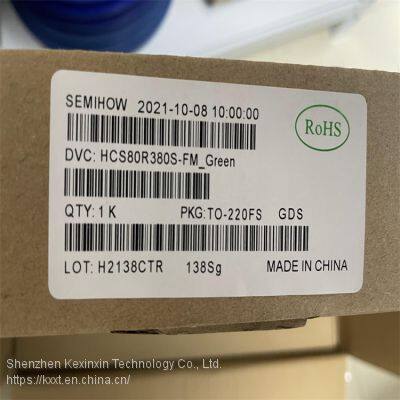 SEMIHOW 2021-10-08 10:00:00
RoHS
DVC: HCS80R380S-FM_Green
QTY: 1 K PKG: TO-220FS GDS
LOT: H2138CTR 138Sg MADE IN CHINA
Shenzhen Kexinxin Technology Co., Ltd.
https://kxxt.en.china.cn/